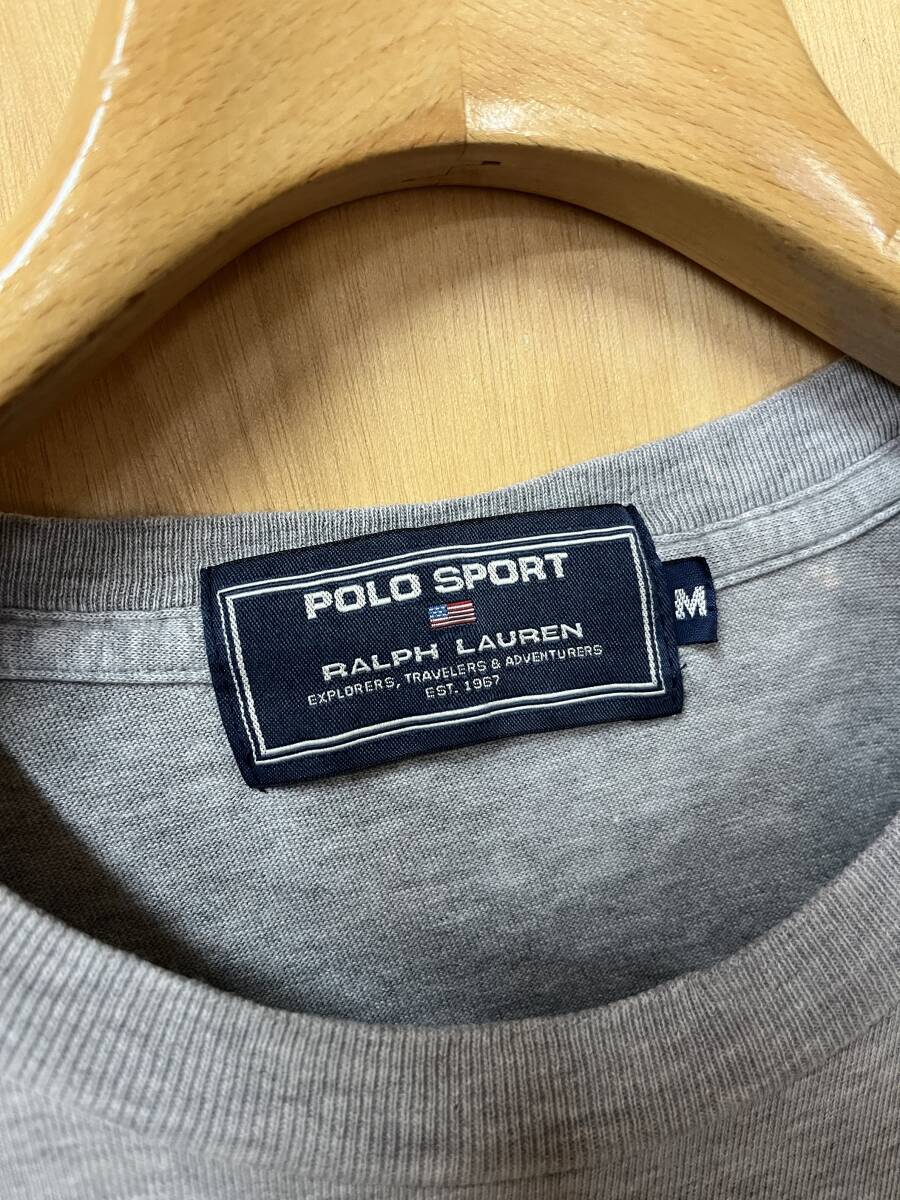 POLO SPORT
RALPH LAUREN
EXPLORERS, TRAVELERS & ADVENTURERS
EST. 1967
M